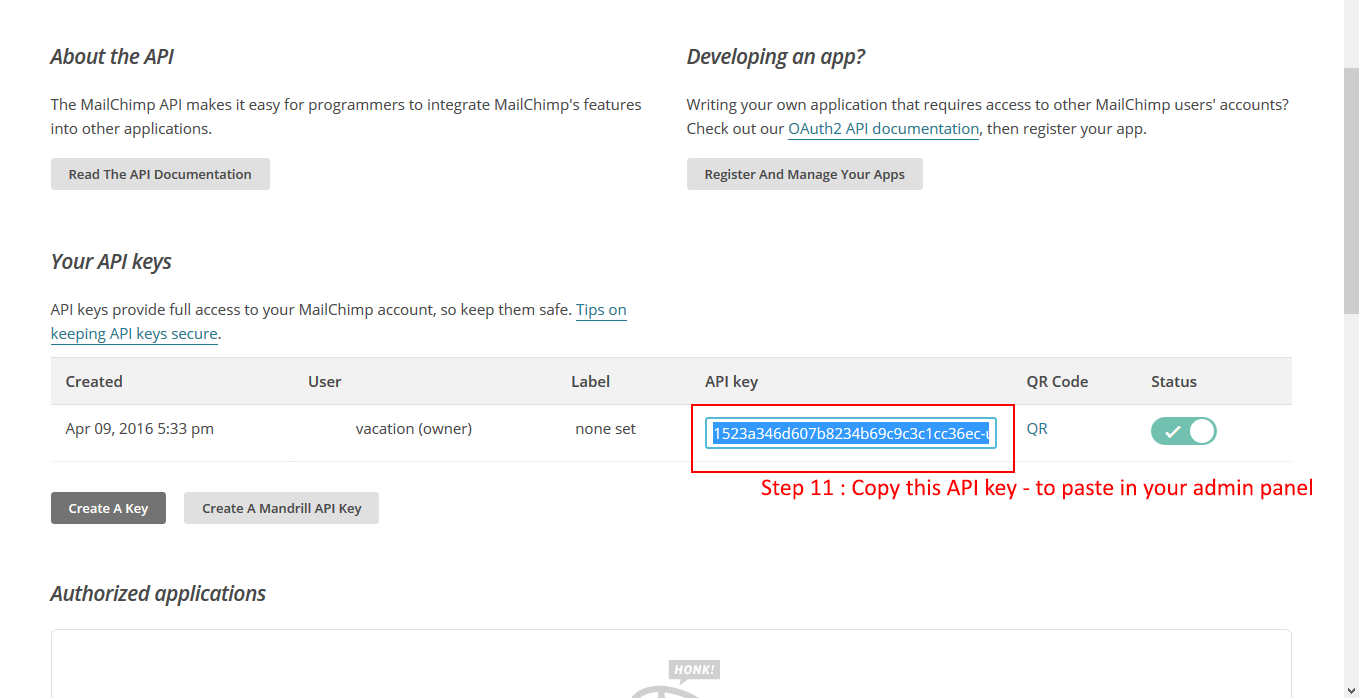 About the API
The MailChimp API makes it easy for programmers to integrate MailChimp's features
into other applications.
Read The API Documentation
Developing an app?
Writing your own application that requires access to other MailChimp users' accounts?
Check out our OAuth2 API documentation, then register your app.
Register And Manage Your Apps
Your API keys
API keys provide full access to your MailChimp account, so keep them safe. Tips on
keeping API keys secure.
Created User Label API key QR Code Status
Apr 09, 2016 5:33 pm vacation (owner) none set 1523a346d607b8234b69c9c3c1cc36ec-u QR
Step 11 : Copy this API key - to paste in your admin panel
Create A Key Create A Mandrill API Key
Authorized applications
HONK!